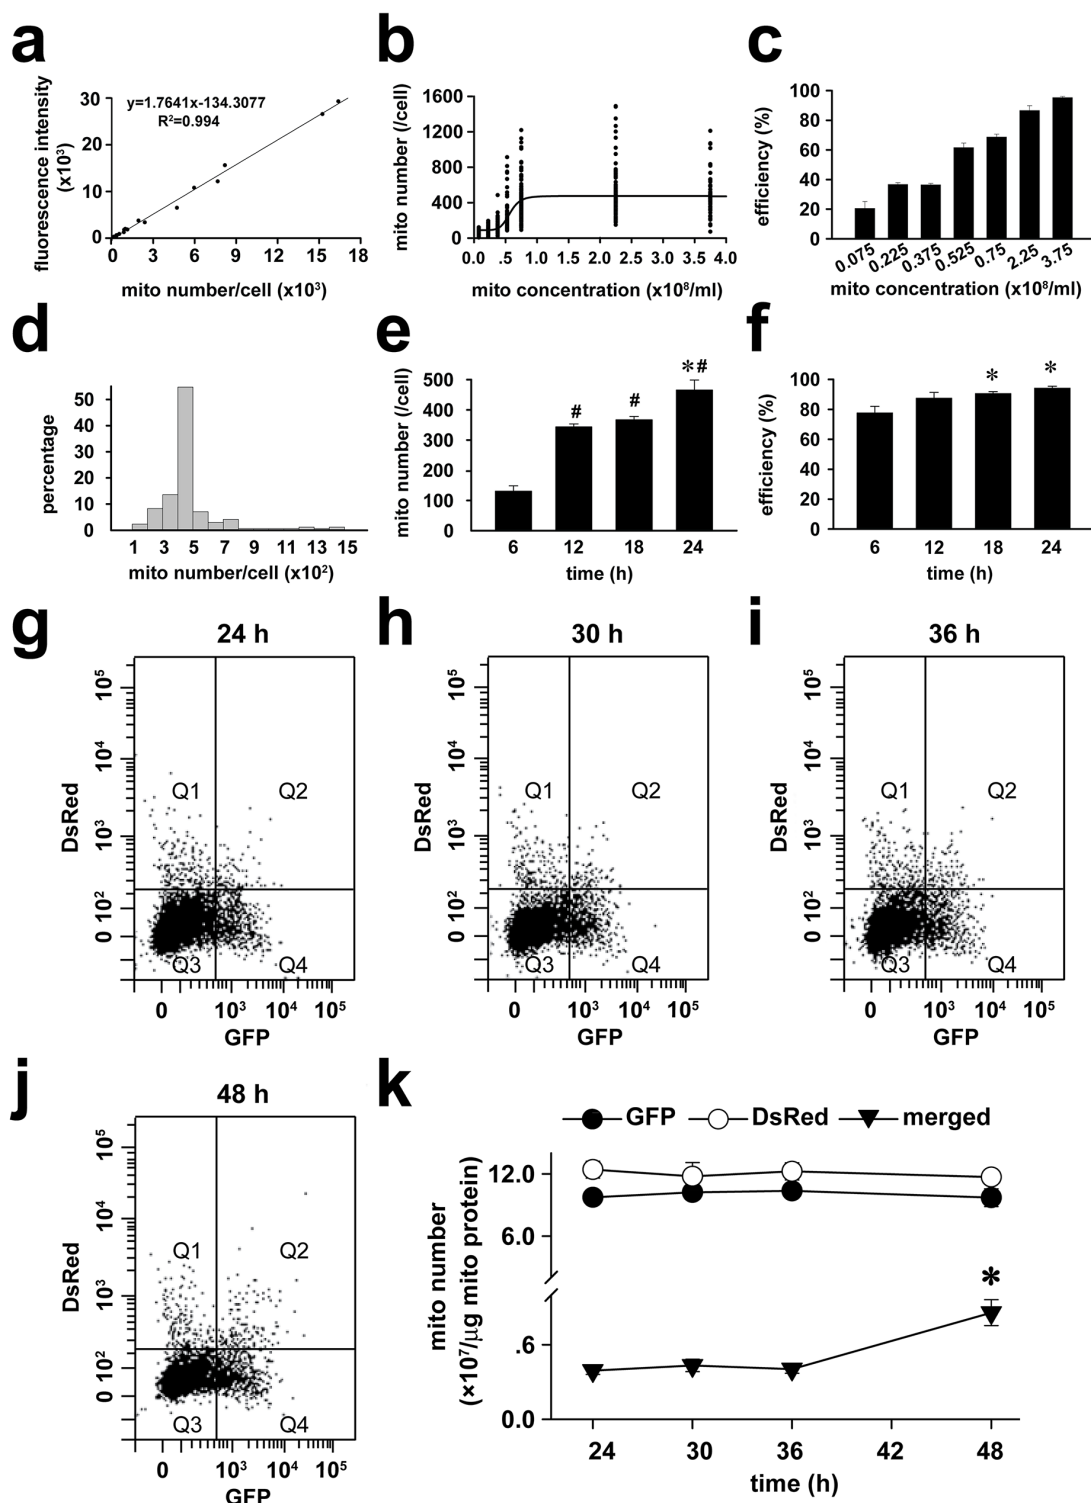 a
y=1.7641x-134.3077
R²=0.994
fluorescence intensity
(x10³)
30
20
10
0
0 3 6 9 12 15 18
mito number/cell (x10³)
b
mito number (/cell)
1600
1200
800
400
0
0.0 .5 1.0 1.5 2.0 2.5 3.0 3.5 4.0
mito concentration (x10⁸/ml)
c
efficiency (%)
100
80
60
40
20
0
0.075 0.225 0.375 0.525 0.75 2.25 3.75
mito concentration (x10⁸/ml)
d
percentage
50
40
30
20
10
0
1 3 5 7 9 11 13 15
mito number/cell (x10²)
e
mito number (/cell)
500
400
300
200
100
0
# # *#
6 12 18 24
time (h)
f
efficiency (%)
100
80
60
40
20
0
* *
6 12 18 24
time (h)
g
24 h
DsRed
10⁵
10⁴
10³
10²
0
Q1 Q2
Q3 Q4
0 10³ 10⁴ 10⁵
GFP
h
30 h
DsRed
10⁵
10⁴
10³
10²
0
Q1 Q2
Q3 Q4
0 10³ 10⁴ 10⁵
GFP
i
36 h
DsRed
10⁵
10⁴
10³
10²
0
Q1 Q2
Q3 Q4
0 10³ 10⁴ 10⁵
GFP
j
48 h
DsRed
10⁵
10⁴
10³
10²
0
Q1 Q2
Q3 Q4
0 10³ 10⁴ 10⁵
GFP
k
GFP DsRed merged
mito number
(×10⁷/μg mito protein)
12.0
6.0
.6
0.0
*
24 30 36 42 48
time (h)